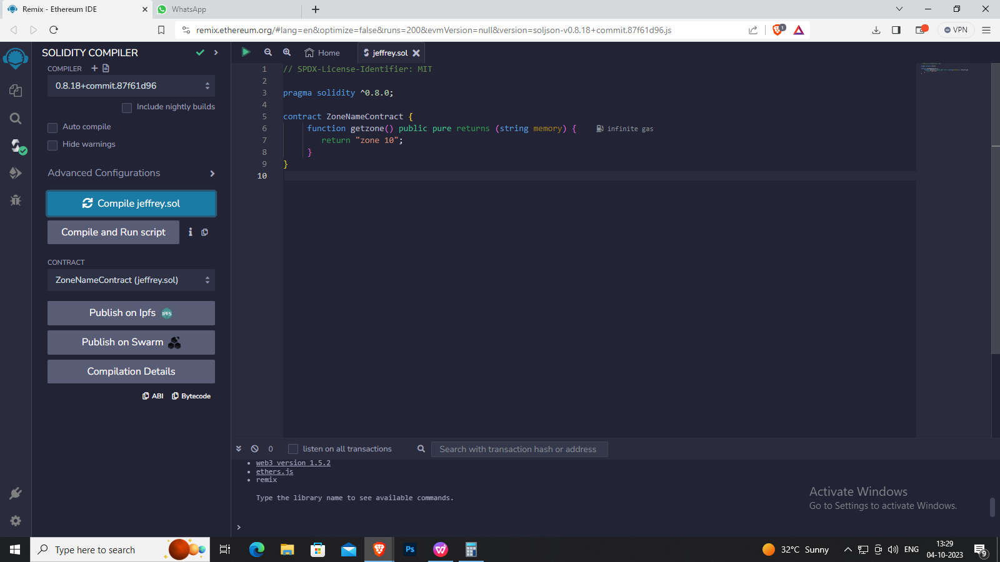 Remix - Ethereum IDE
WhatsApp
remix.ethereum.org/#lang=en&optimize=false&runs=200&evmVersion=null&version=soljson-v0.8.18+commit.87f61d96.js
1
VPN
SOLIDITY COMPILER
COMPILER
0.8.18+commit.87f61d96
Include nightly builds
Auto compile
Hide warnings
Advanced Configurations
Compile jeffrey.sol
Compile and Run script
CONTRACT
ZoneNameContract (jeffrey.sol)
Publish on Ipfs IPFS
Publish on Swarm
Compilation Details
ABI Bytecode
Home
jeffrey.sol
1 // SPDX-License-Identifier: MIT
2
3 pragma solidity ^0.8.0;
4
5 contract ZoneNameContract {
6 function getzone() public pure returns (string memory) { infinite gas
7 return "zone 10";
8 }
9 }
10
0 listen on all transactions Search with transaction hash or address
web3 version 1.5.2
ethers.js
remix
Type the library name to see available commands.
>
Activate Windows
Go to Settings to activate Windows.
Type here to search
Ps
32°C Sunny
ENG
13:29
04-10-2023
9